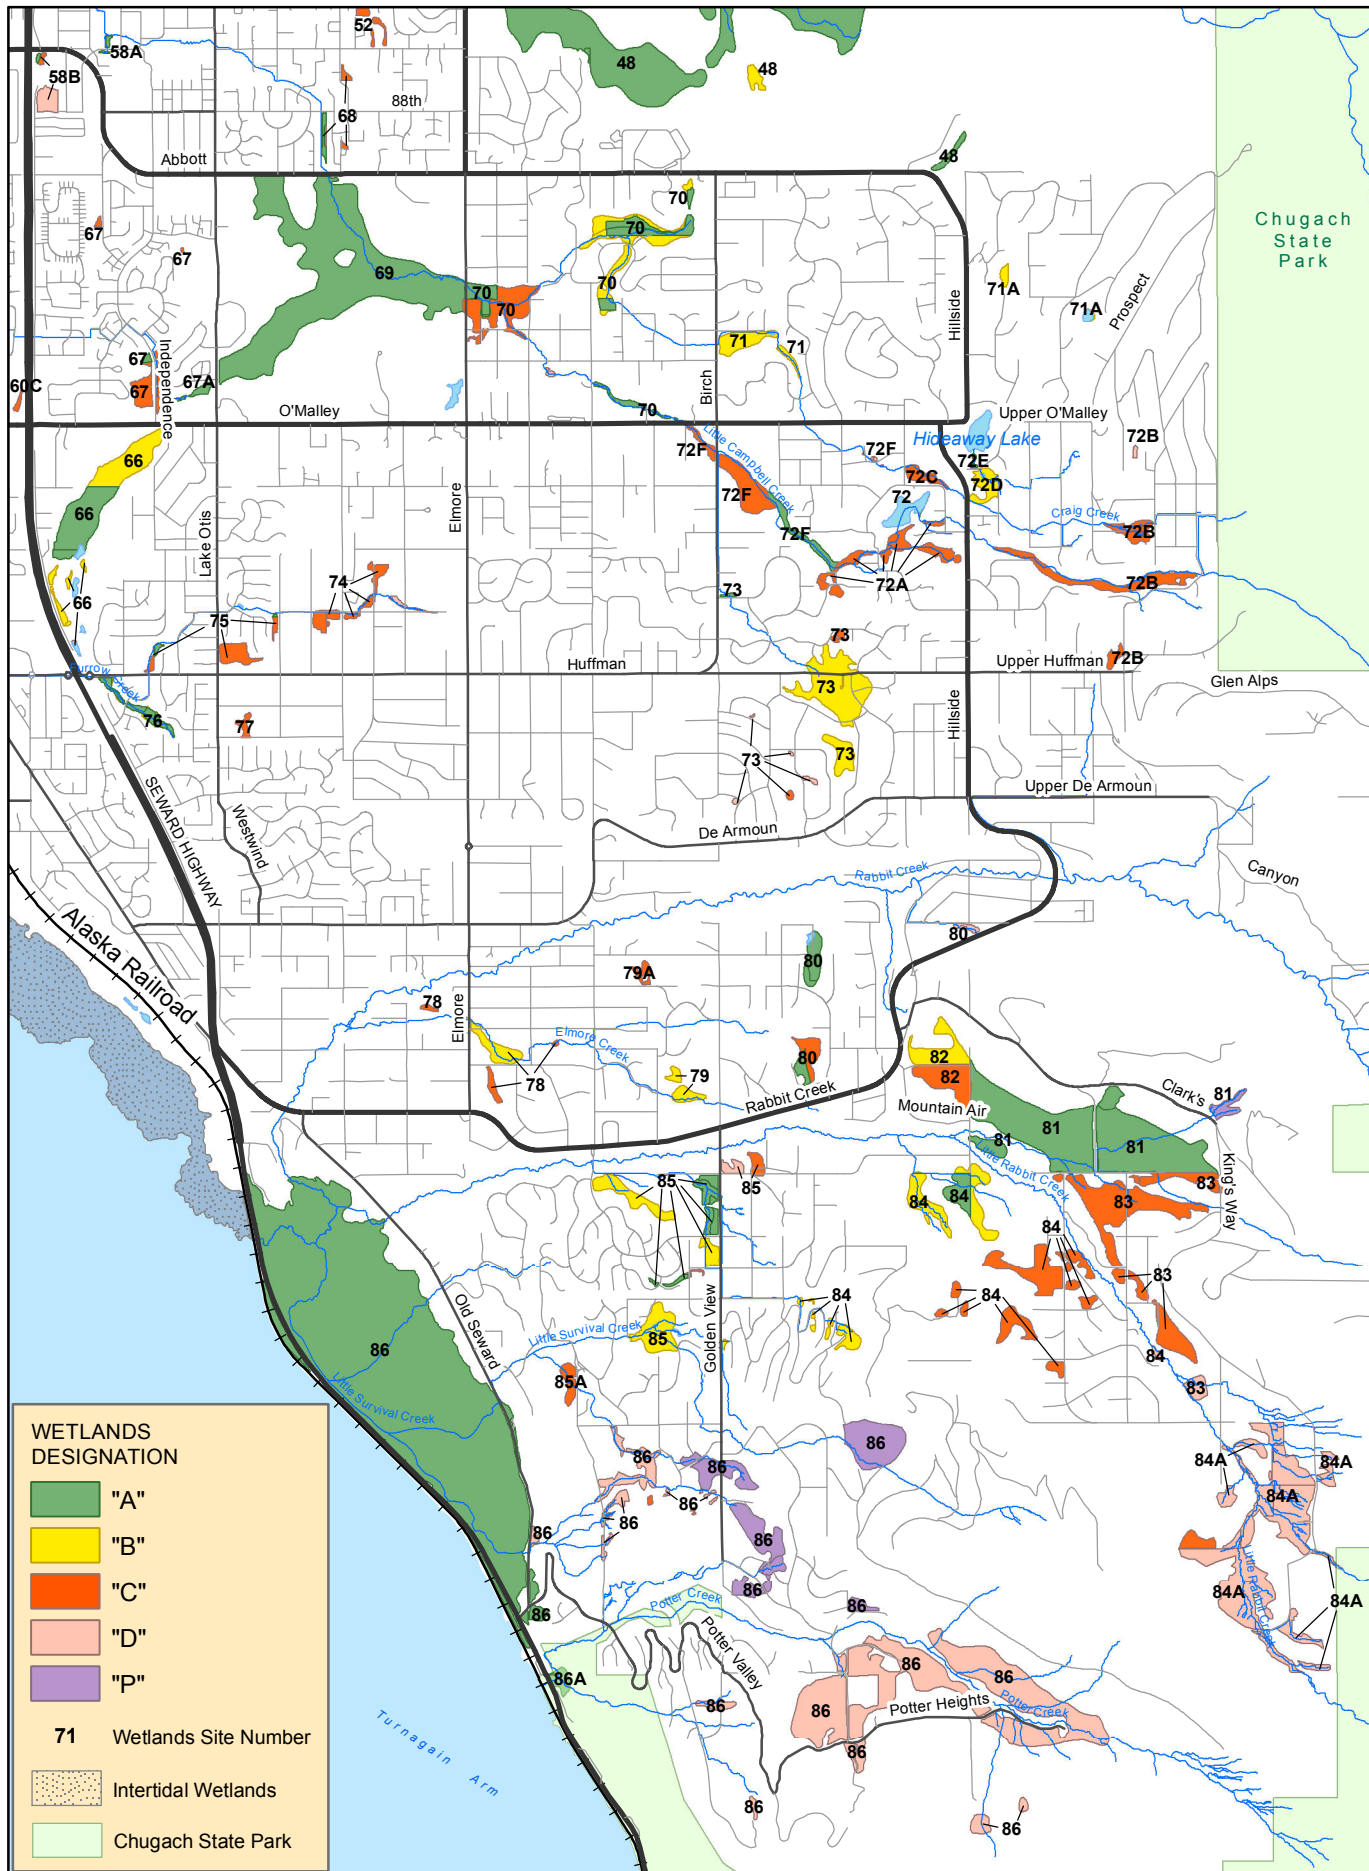 52
58A
58B
48
48
88th
68
Abbott
48
70
67
70
Chugach
State
Park
67
69
70
71A
Prospect
70
70
71A
Hillside
71
71
67
Independence
67A
60C
67
Birch
O'Malley
70
Upper O'Malley
Little Campbell Creek
Hideaway Lake
72B
72F
72F
72E
66
72C
72D
72F
72
66
Elmore
Craig Creek
72B
Lake Otis
72F
74
72A
72B
73
66
75
73
Huffman
Upper Huffman
72B
Furrow Creek
Glen Alps
73
76
77
Hillside
73
73
SEWARD HIGHWAY
Upper De Armoun
Westwind
De Armoun
Rabbit Creek
Canyon
Alaska Railroad
80
79A
80
78
Elmore
Elmore Creek
82
80
79
78
82
Clark's
81
Rabbit Creek
Mountain Air
81
81
81
Little Rabbit Creek
85
85
84
84
83
83
King's Way
84
83
84
84
Old Seward
Little Survival Creek
85
Golden View
86
84
85A
83
Little Survival Creek
86
86
86
84A
84A
84A
86
86
86
86
Little Rabbit Creek
84A
84A
86
Potter Creek
86
86
Potter Valley
86
86
86A
86
86
Potter Creek
Potter Heights
86
86
86
Turnagain Arm
WETLANDS
DESIGNATION
"A"
"B"
"C"
"D"
"P"
71 Wetlands Site Number
Intertidal Wetlands
Chugach State Park